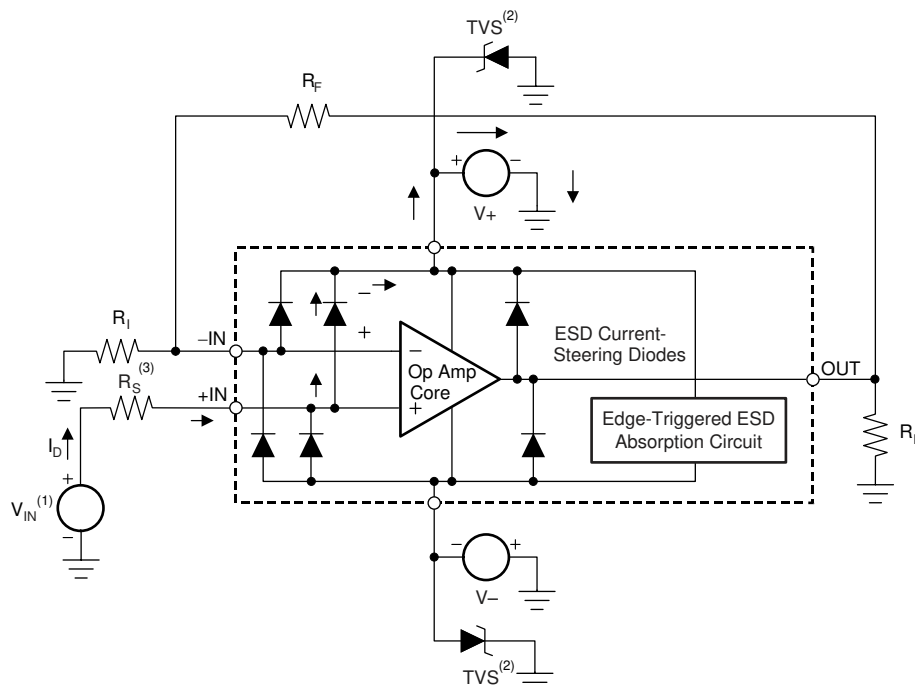 TVS(2)
RF
+ −
V+
−
+
RI
−IN
−
Op Amp
Core
+
ESD Current-
Steering Diodes
OUT
RS(3)
+IN
Edge-Triggered ESD
Absorption Circuit
ID
+
VIN(1)
−
− +
V−
TVS(2)